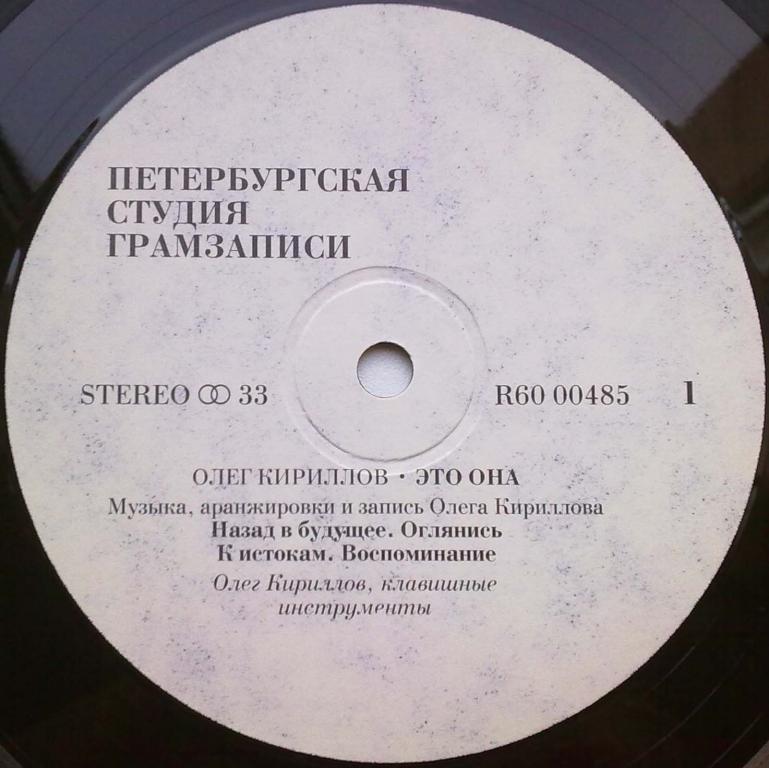 ПЕТЕРБУРГСКАЯ
СТУДИЯ
ГРАМЗАПИСИ
STEREO 33 R60 00485 1
ОЛЕГ КИРИЛЛОВ · ЭТО ОНА
Музыка, аранжировки и запись Олега Кириллова
Назад в будущее. Оглянись
К истокам. Воспоминание
Олег Кириллов, клавишные
инструменты